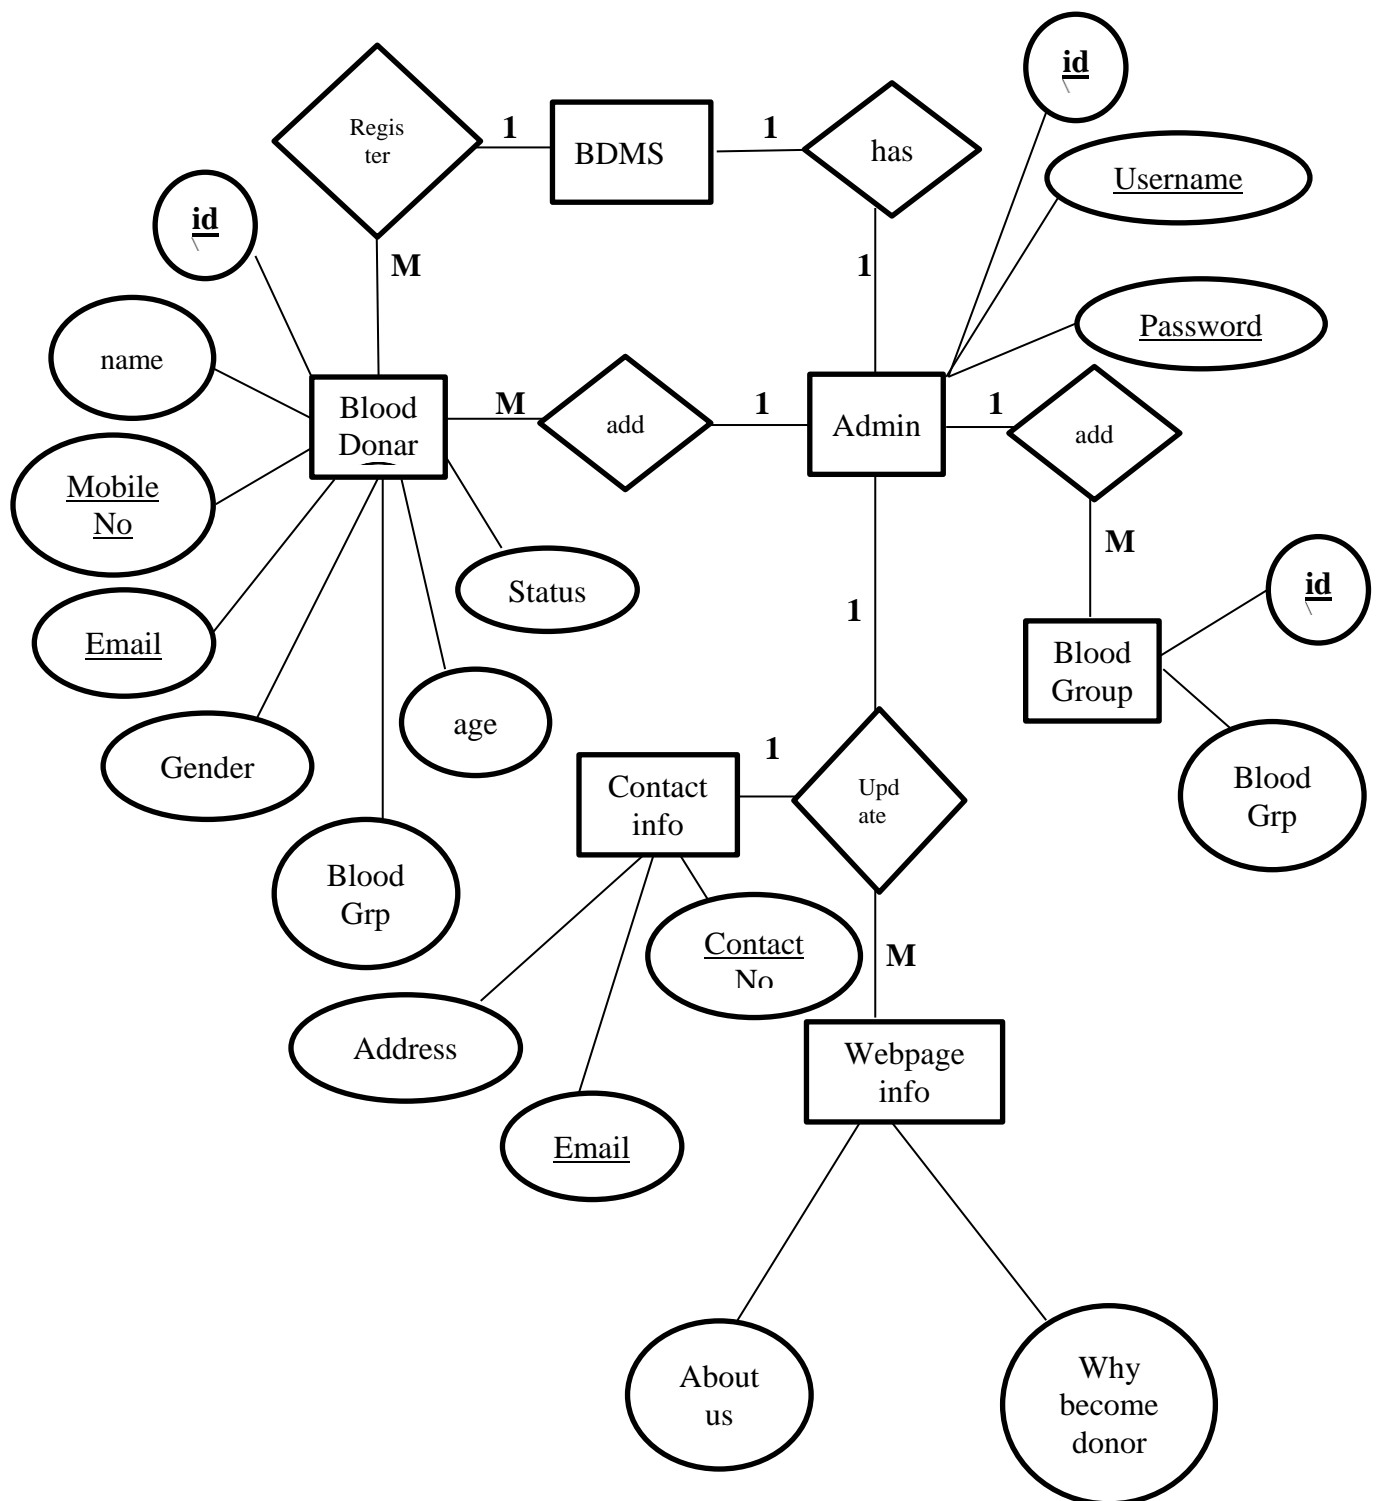 id
Regis
ter
1
BDMS
1
has
Username
id
M
1
Password
name
Blood
Donar
M
add
1
Admin
1
add
Mobile
No
M
Status
id
1
Email
Blood
Group
age
Gender
1
Contact
info
Upd
ate
Blood
Grp
Blood
Grp
Contact
No
M
Address
Webpage
info
Email
About
us
Why
become
donor